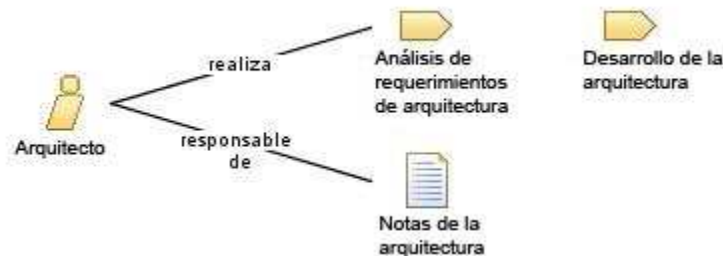 realiza
Análisis de
requerimientos
de arquitectura
Desarrollo de la
arquitectura
Arquitecto
responsable
de
Notas de la
arquitectura